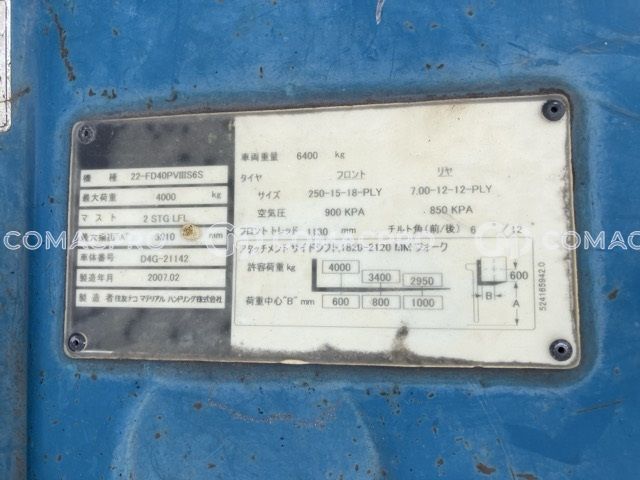 機 種 22-FD40PVIIIS6S
最大荷重 4000 kg
マスト 2 STG LFL
mm
車体番号 D4G-21142
製造年月 2007.02
製造者 住友ナコ マテリアル ハンドリング株式会社
車両重量 6400 kg
タイヤ フロント リヤ
サイズ 250-15-18-PLY 7.00-12-12-PLY
空気圧 900 KPA 850 KPA
フロントトレッド 1130 mm チルト角(前/後) 6 / 12
アタッチメント サイドシフト,1820-2120 MM フォーク
許容荷重 kg 4000 3400 2950
荷重中心"B" mm 600 800 1000
600
B
A
524165942.0